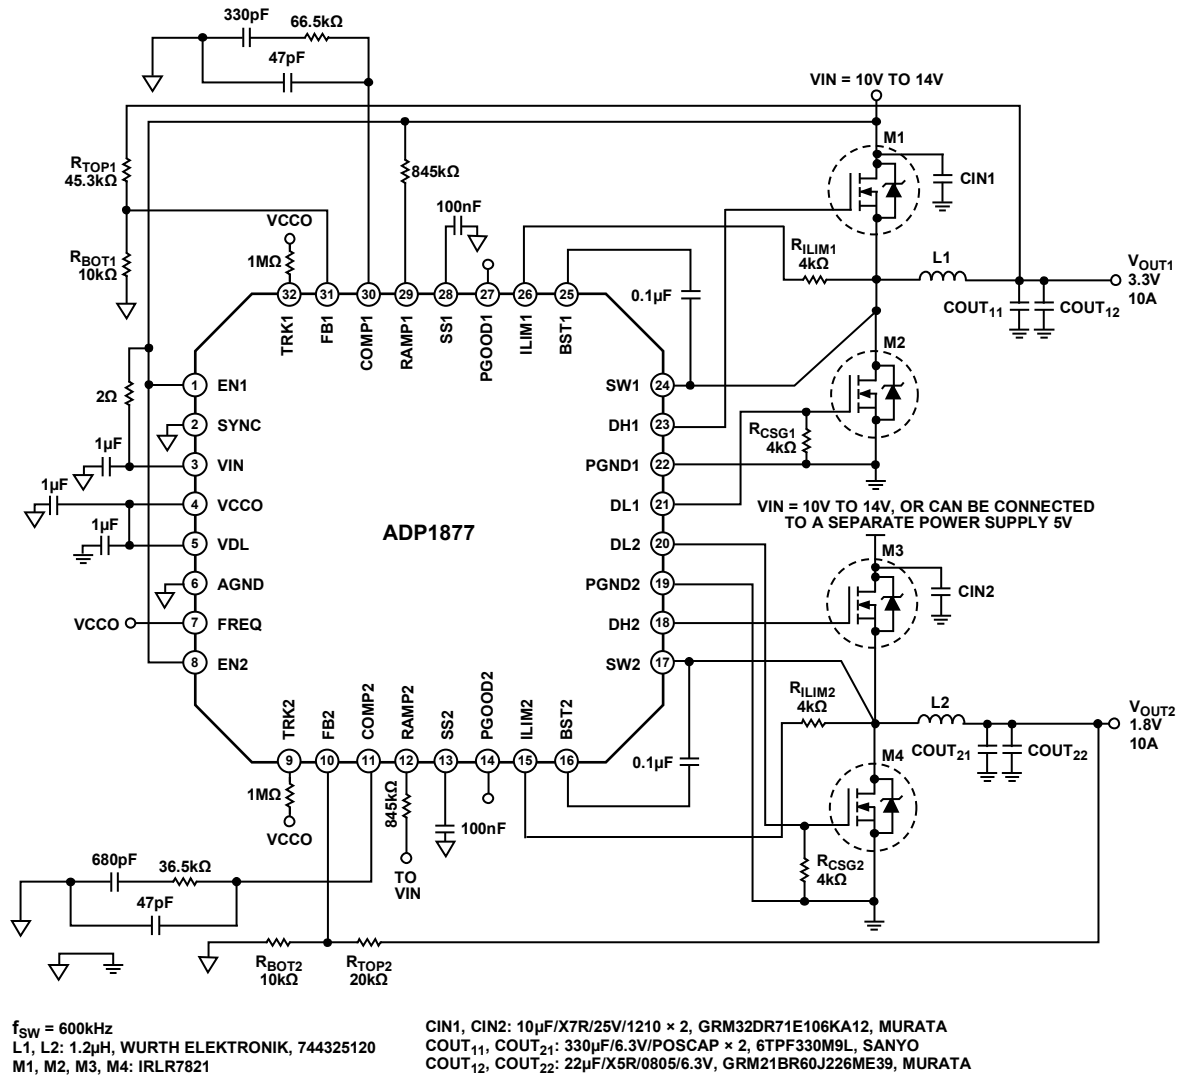 330pF
66.5kΩ
47pF
VIN = 10V TO 14V
M1
CIN1
RTOP1
45.3kΩ
845kΩ
100nF
VCCO
1MΩ
RBOT1
10kΩ
RILIM1
4kΩ
L1
VOUT1
3.3V
10A
0.1µF
COUT11
COUT12
32
31
30
29
28
27
26
25
TRK1
FB1
COMP1
RAMP1
SS1
PGOOD1
ILIM1
BST1
M2
2Ω
1
EN1
2
SYNC
3
VIN
4
VCCO
5
VDL
6
AGND
7
FREQ
8
EN2
1µF
1µF
1µF
VCCO
ADP1877
SW1
24
DH1
23
PGND1
22
DL1
21
DL2
20
PGND2
19
DH2
18
SW2
17
RCSG1
4kΩ
VIN = 10V TO 14V, OR CAN BE CONNECTED
TO A SEPARATE POWER SUPPLY 5V
M3
CIN2
TRK2
FB2
COMP2
RAMP2
SS2
PGOOD2
ILIM2
BST2
9
10
11
12
13
14
15
16
RILIM2
4kΩ
L2
VOUT2
1.8V
10A
COUT21
COUT22
M4
0.1µF
1MΩ
VCCO
845kΩ
TO
VIN
100nF
RCSG2
4kΩ
680pF
36.5kΩ
47pF
RBOT2
10kΩ
RTOP2
20kΩ
fSW = 600kHz
L1, L2: 1.2µH, WURTH ELEKTRONIK, 744325120
M1, M2, M3, M4: IRLR7821
CIN1, CIN2: 10µF/X7R/25V/1210 × 2, GRM32DR71E106KA12, MURATA
COUT11, COUT21: 330µF/6.3V/POSCAP × 2, 6TPF330M9L, SANYO
COUT12, COUT22: 22µF/X5R/0805/6.3V, GRM21BR60J226ME39, MURATA